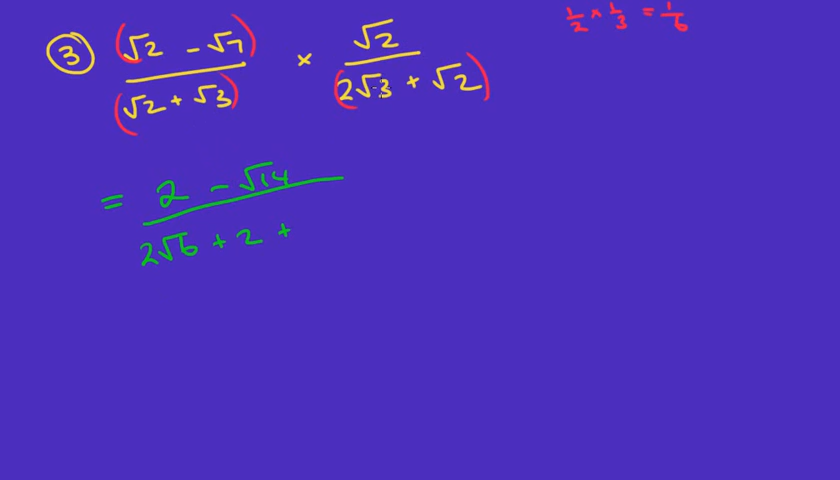 1/2 × 1/3 = 1/6
③ (√2 - √7) / (√2 + √3) × √2 / (2√3 + √2)
= 2 - √14 / 2√6 + 2 +